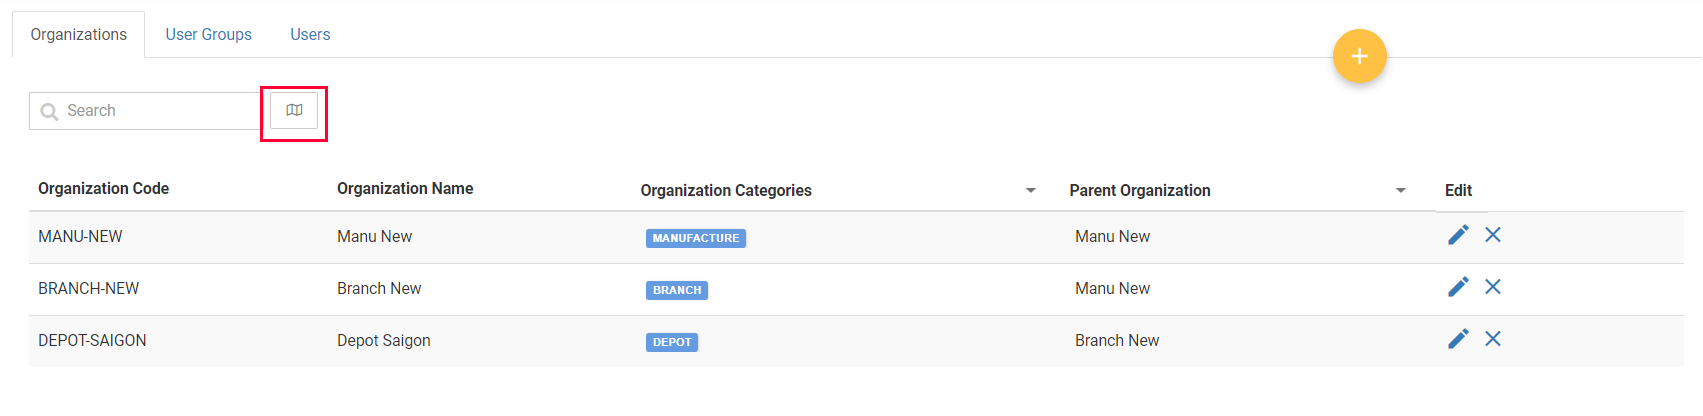 Organizations User Groups Users
+
Search
Organization Code Organization Name Organization Categories Parent Organization Edit
MANU-NEW Manu New MANUFACTURE Manu New
BRANCH-NEW Branch New BRANCH Manu New
DEPOT-SAIGON Depot Saigon DEPOT Branch New